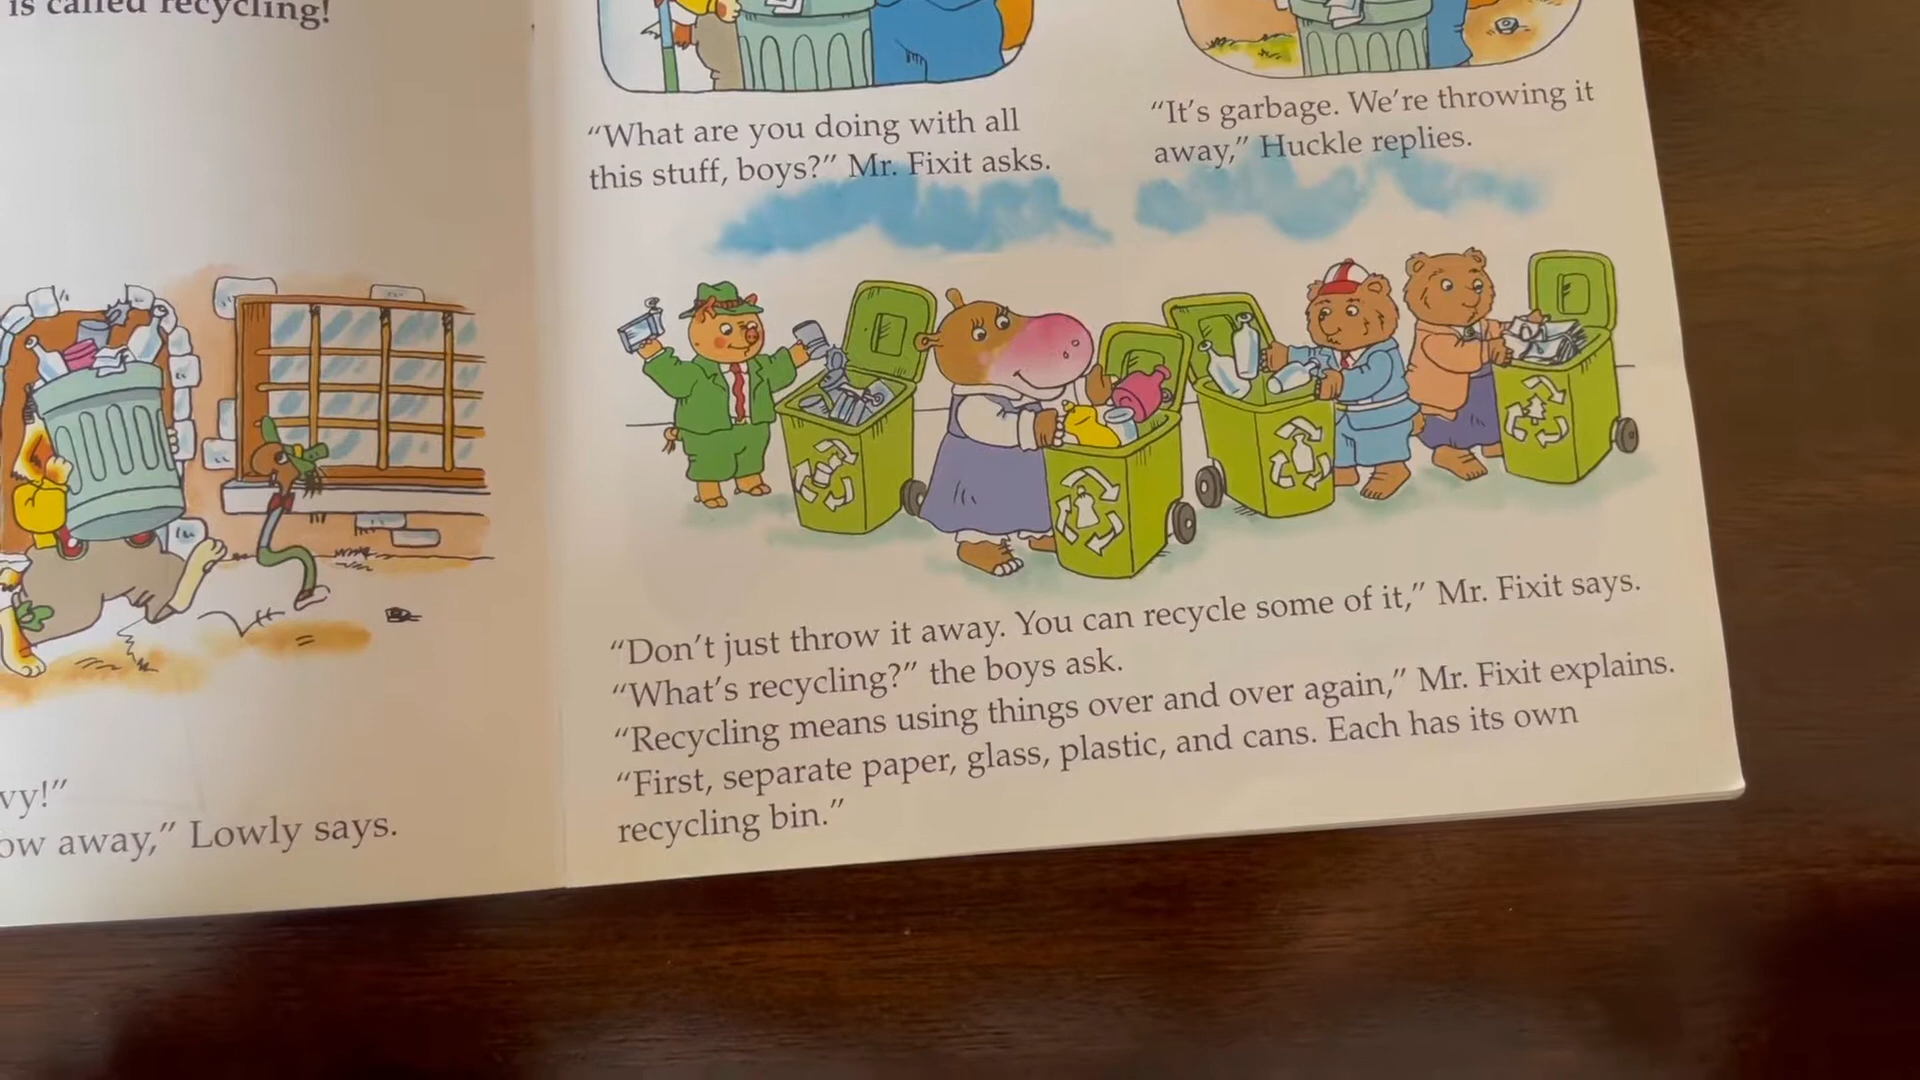 is called recycling!
vy!”
ow away,” Lowly says.
“What are you doing with all
this stuff, boys?” Mr. Fixit asks.
“It’s garbage. We’re throwing it
away,” Huckle replies.
“Don’t just throw it away. You can recycle some of it,” Mr. Fixit says.
“What’s recycling?” the boys ask.
“Recycling means using things over and over again,” Mr. Fixit explains.
“First, separate paper, glass, plastic, and cans. Each has its own
recycling bin.”